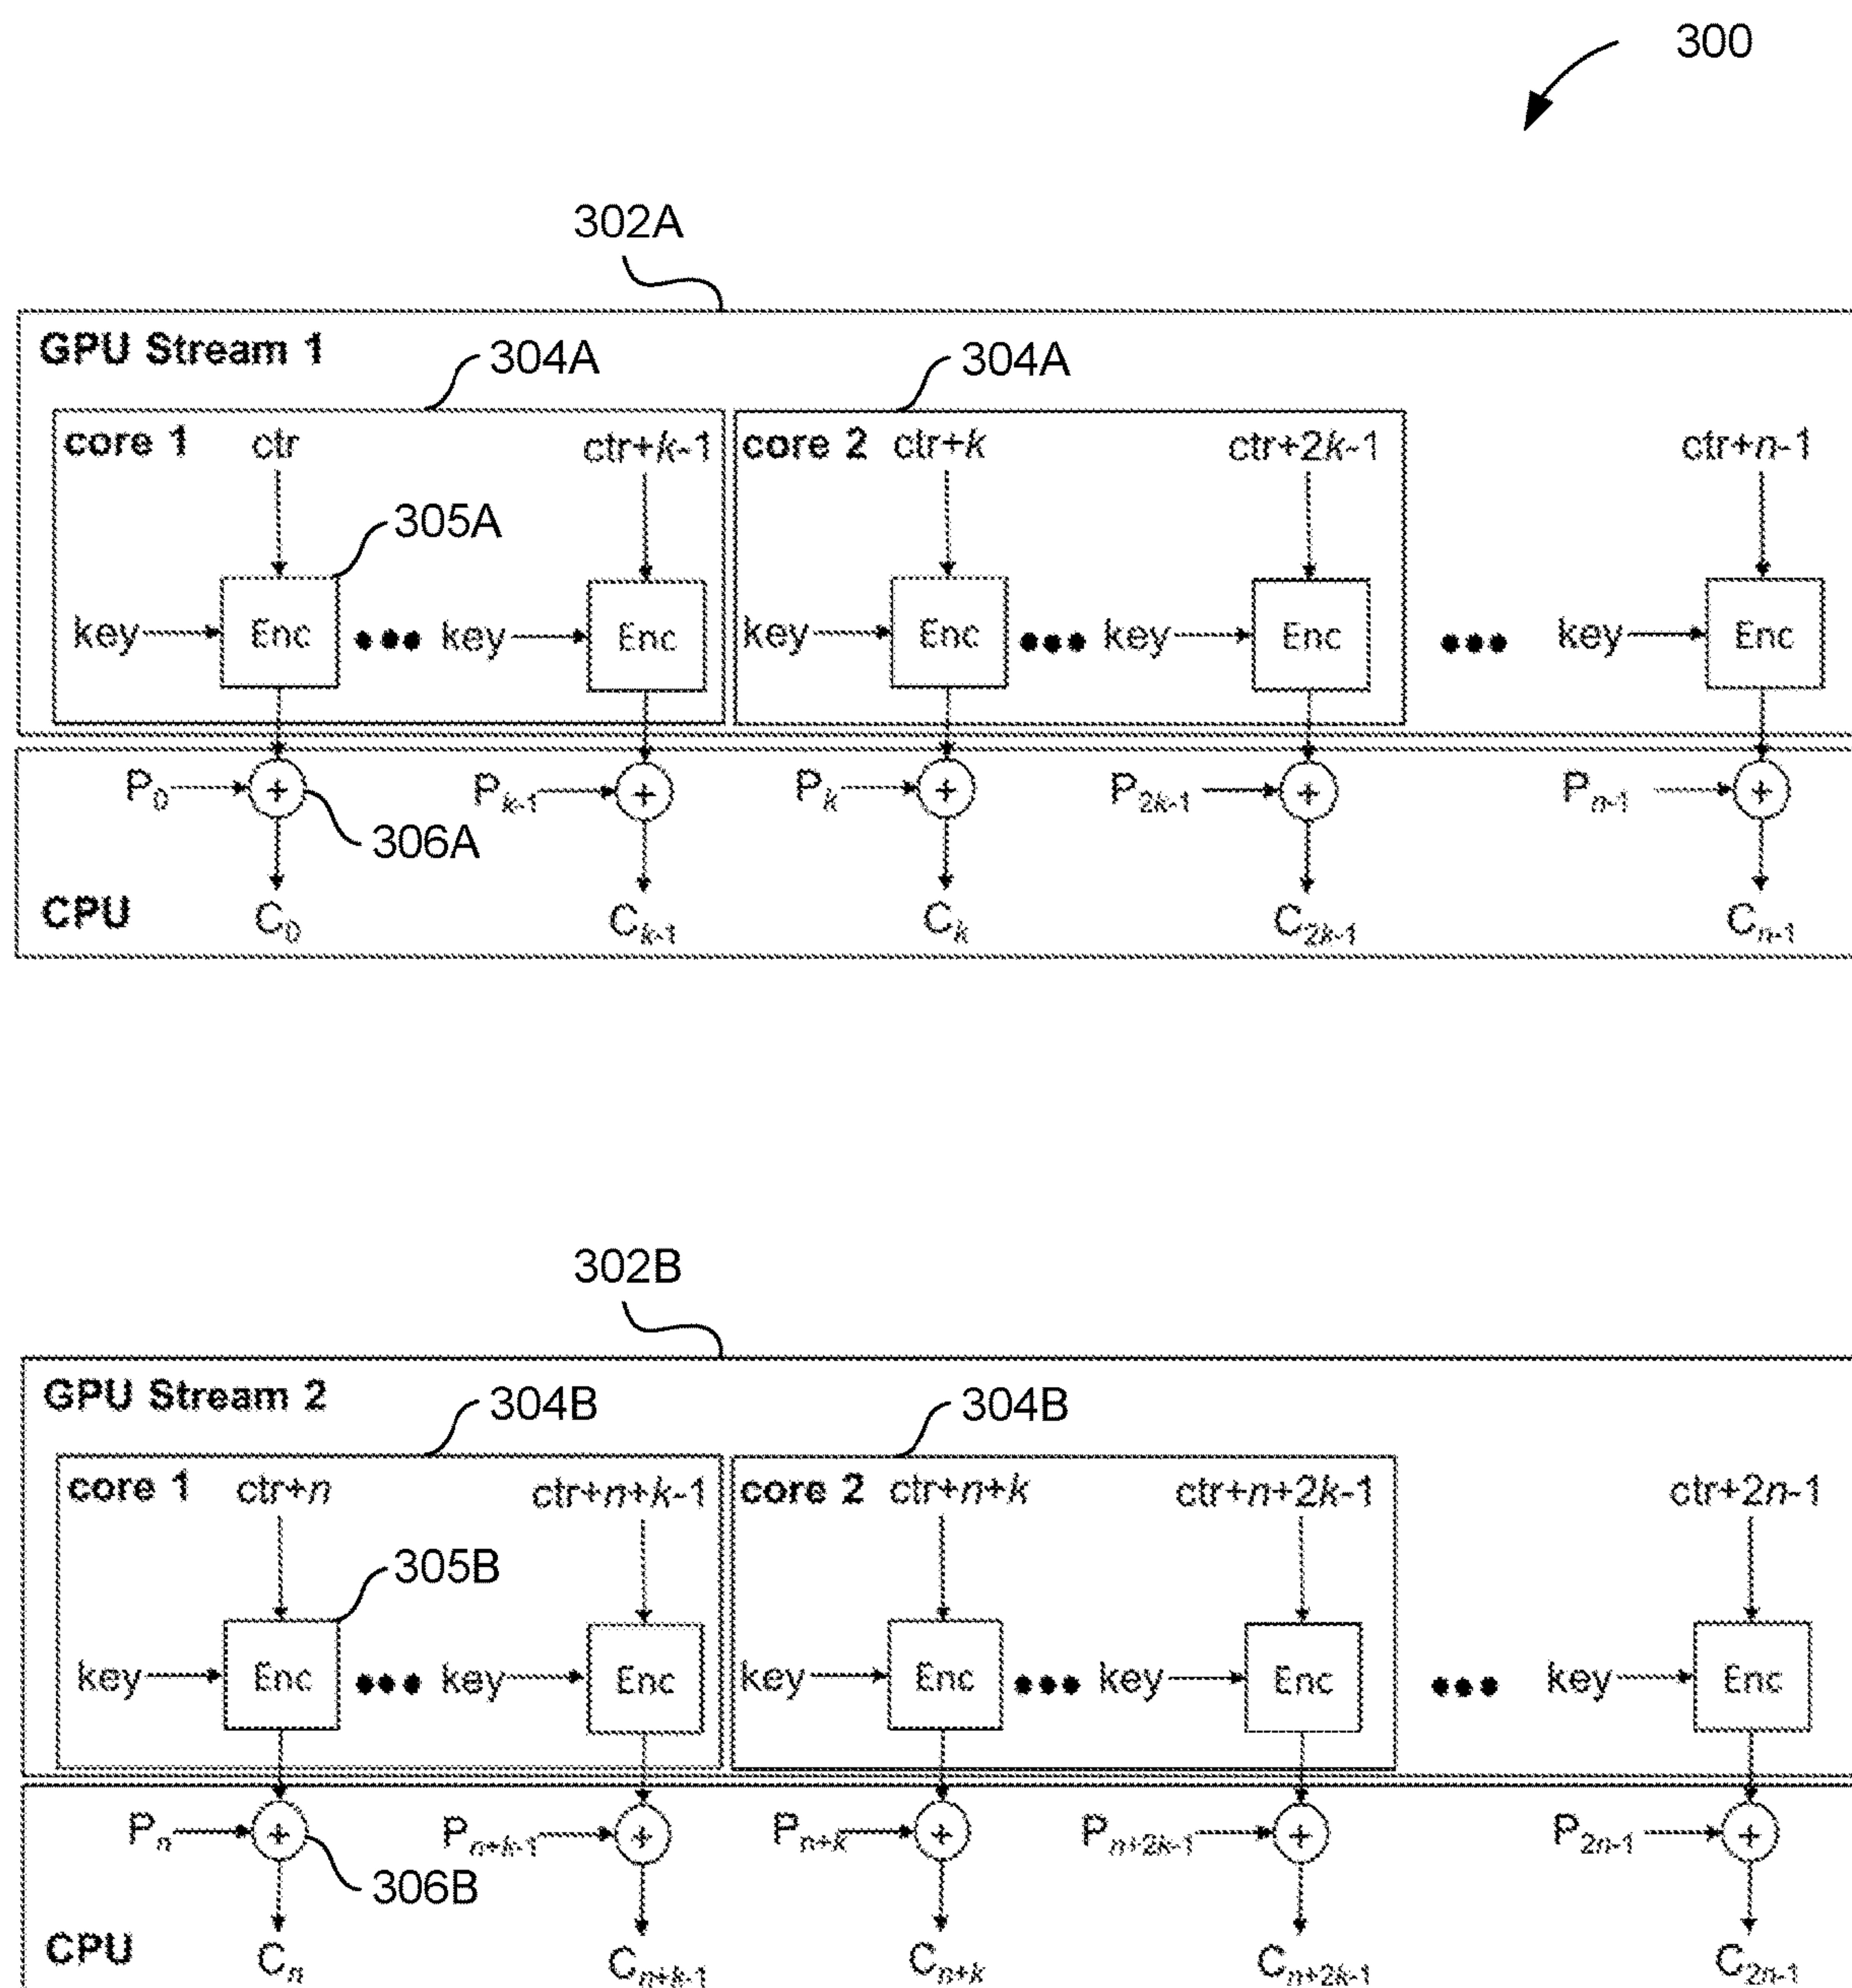 300
302A
GPU Stream 1
304A 304A
core 1 ctr ctr+k-1 core 2 ctr+k ctr+2k-1 ctr+n-1
305A
key Enc ••• key Enc key Enc ••• key Enc ••• key Enc
P0 + Pk-1 + Pk + P2k-1 + Pn-1 +
306A
CPU C0 Ck-1 Ck C2k-1 Cn-1
302B
GPU Stream 2
304B 304B
core 1 ctr+n ctr+n+k-1 core 2 ctr+n+k ctr+n+2k-1 ctr+2n-1
305B
key Enc ••• key Enc key Enc ••• key Enc ••• key Enc
Pn + Pn+k-1 + Pn+k + Pn+2k-1 + P2n-1 +
306B
CPU Cn Cn+k-1 Cn+k Cn+2k-1 C2n-1